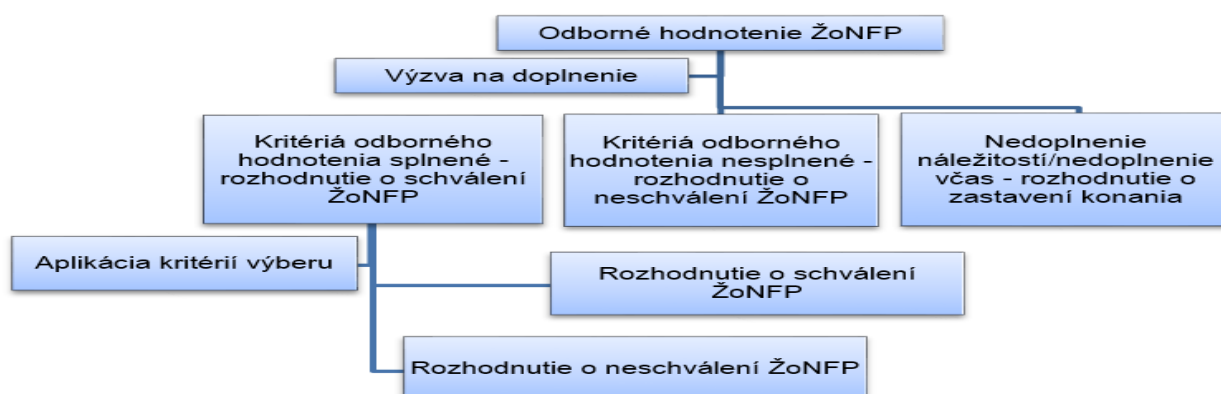 Odborné hodnotenie ŽoNFP
Výzva na doplnenie
Kritériá odborného
hodnotenia splnené -
rozhodnutie o schválení
ŽoNFP
Kritériá odborného
hodnotenia nesplnené -
rozhodnutie o
neschválení ŽoNFP
Nedoplnenie
náležitostí/nedoplnenie
včas - rozhodnutie o
zastavení konania
Aplikácia kritérií výberu
Rozhodnutie o schválení
ŽoNFP
Rozhodnutie o neschválení ŽoNFP